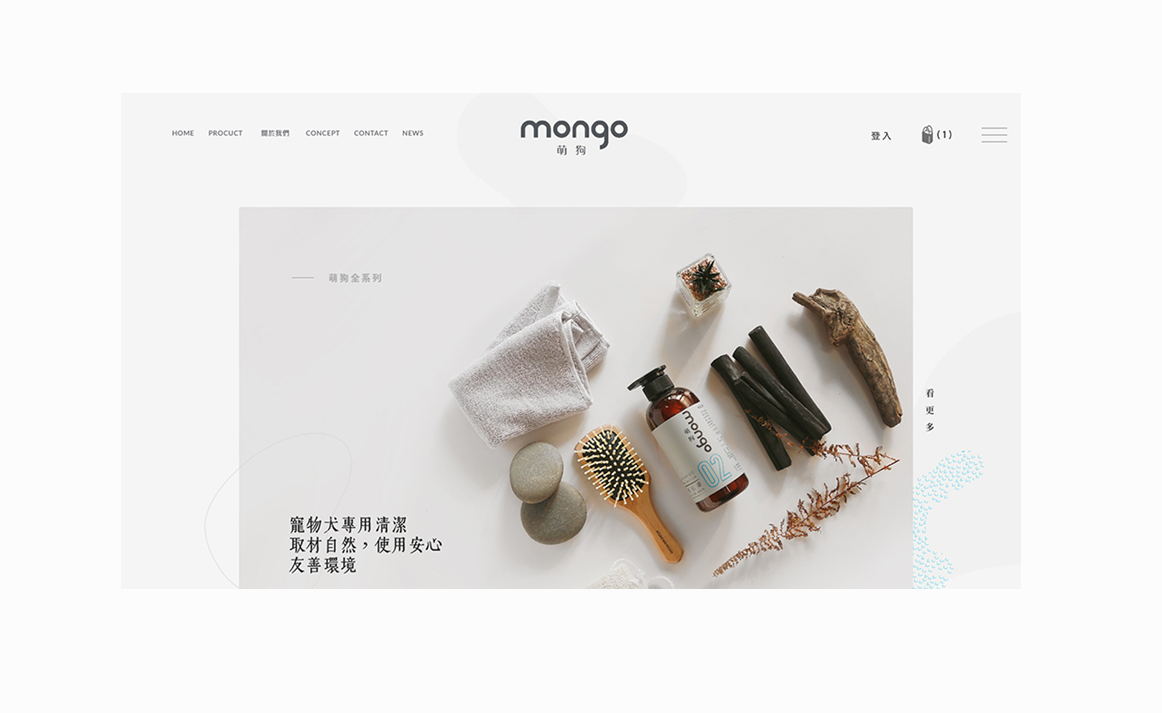 HOME PROCUCT 關於我們 CONCEPT CONTACT NEWS
mongo
萌狗
登入
(1)
萌狗全系列
mongo
萌狗
02
看更多
寵物犬專用清潔
取材自然，使用安心
友善環境